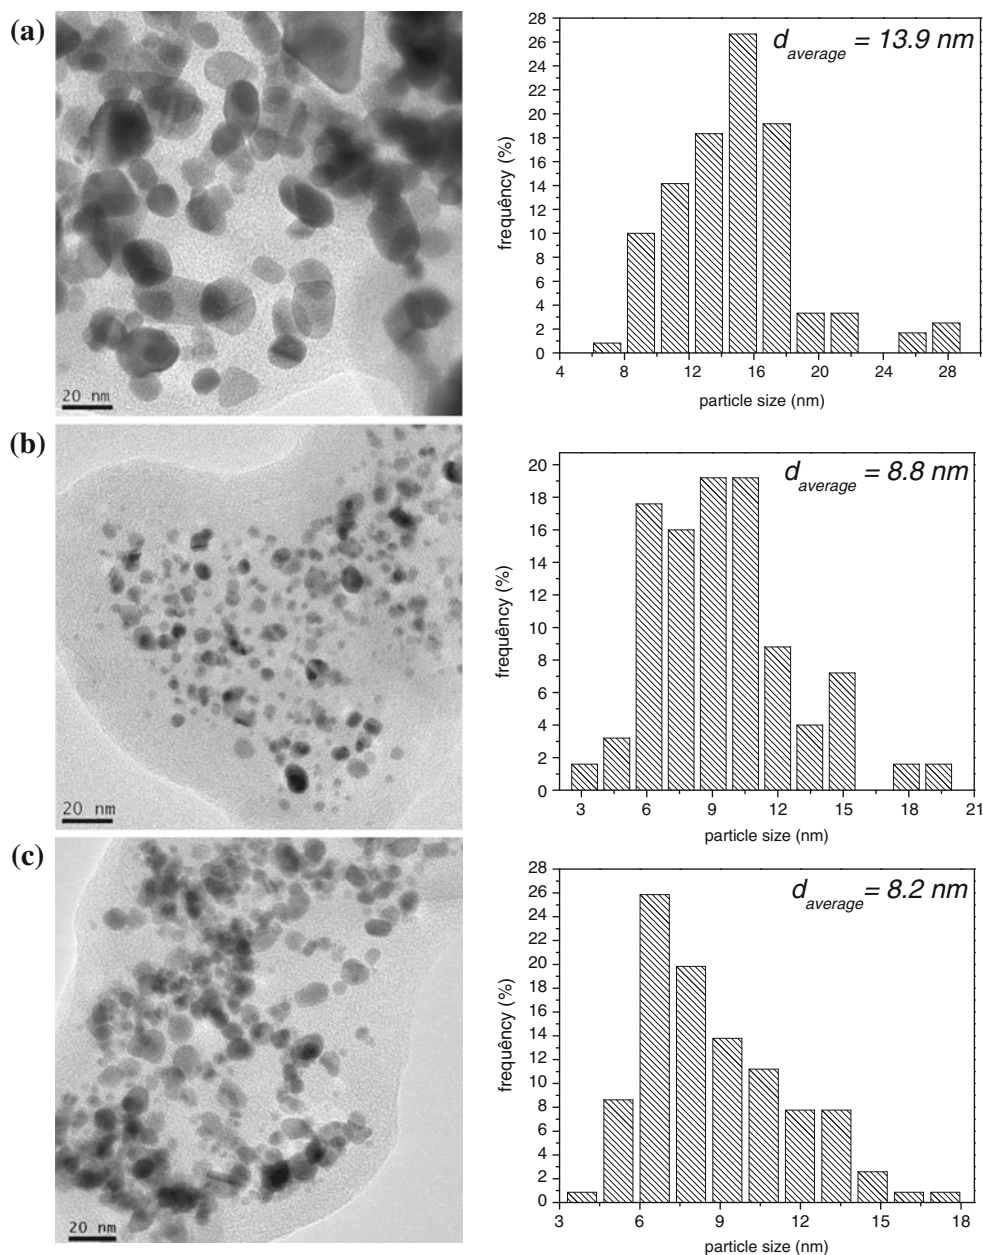 (a)
20 nm
d_average = 13.9 nm
frequêncy (%)
28
26
24
22
20
18
16
14
12
10
8
6
4
2
0
4 8 12 16 20 24 28
particle size (nm)
(b)
20 nm
d_average = 8.8 nm
frequêncy (%)
20
18
16
14
12
10
8
6
4
2
0
3 6 9 12 15 18 21
particle size (nm)
(c)
20 nm
d_average = 8.2 nm
frequêncy (%)
28
26
24
22
20
18
16
14
12
10
8
6
4
2
0
3 6 9 12 15 18
particle size (nm)